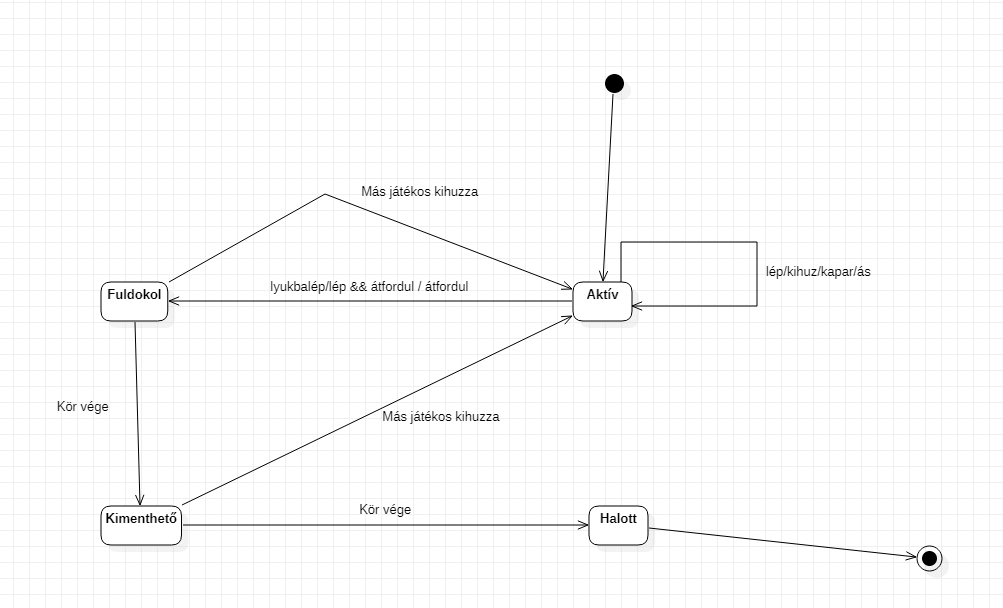 Más játékos kihuzza
lép/kihuz/kapar/ás
lyukbalép/lép && átfordul / átfordul
Fuldokol
Aktív
Kör vége
Más játékos kihuzza
Kör vége
Kimenthető
Halott